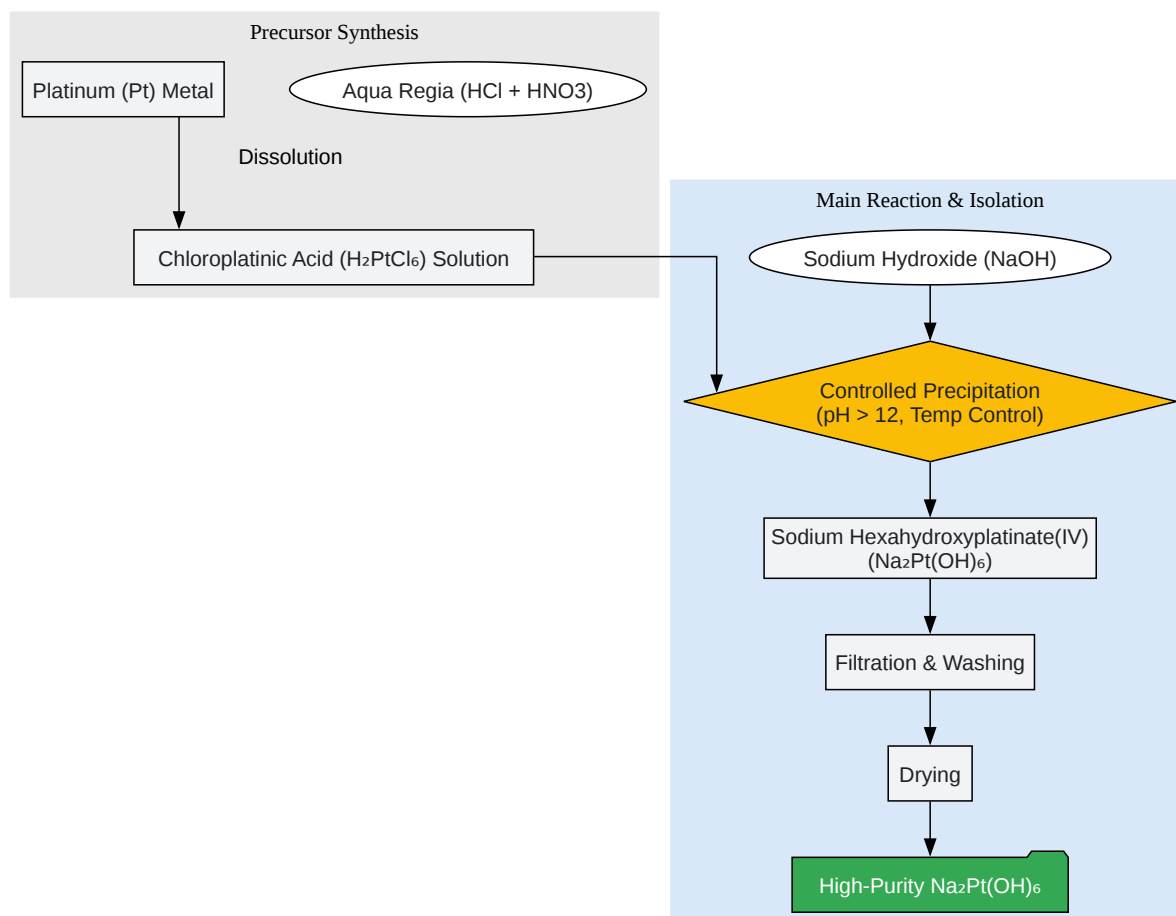 Precursor Synthesis
Platinum (Pt) Metal
Aqua Regia (HCl + HNO3)
Dissolution
Chloroplatinic Acid (H₂PtCl₆) Solution
Main Reaction & Isolation
Sodium Hydroxide (NaOH)
Controlled Precipitation
(pH > 12, Temp Control)
Sodium Hexahydroxyplatinate(IV)
(Na₂Pt(OH)₆)
Filtration & Washing
Drying
High-Purity Na₂Pt(OH)₆